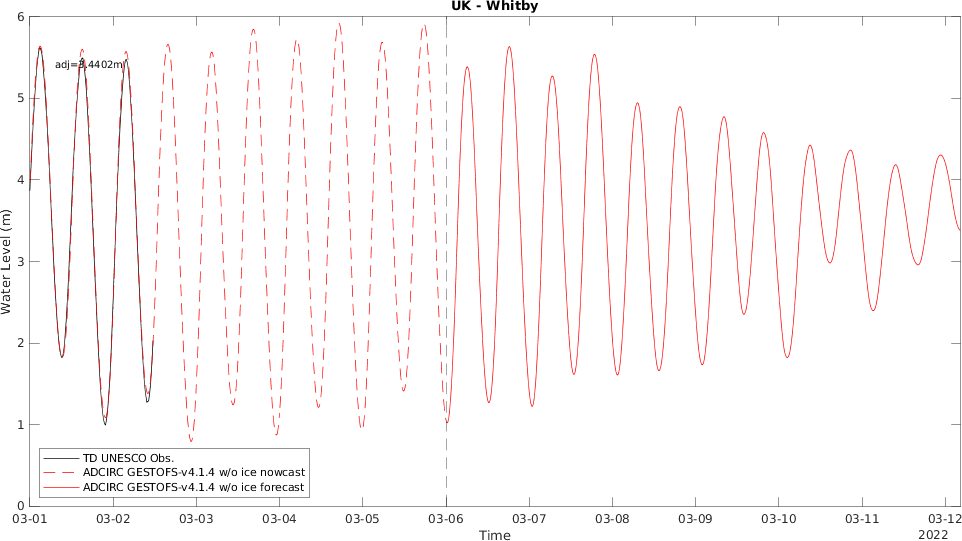 UK - Whitby
adj=3.4402m
6
5
4
3
2
1
0
Water Level (m)
TD UNESCO Obs.
ADCIRC GESTOFS-v4.1.4 w/o ice nowcast
ADCIRC GESTOFS-v4.1.4 w/o ice forecast
03-01 03-02 03-03 03-04 03-05 03-06 03-07 03-08 03-09 03-10 03-11 03-12
Time
2022